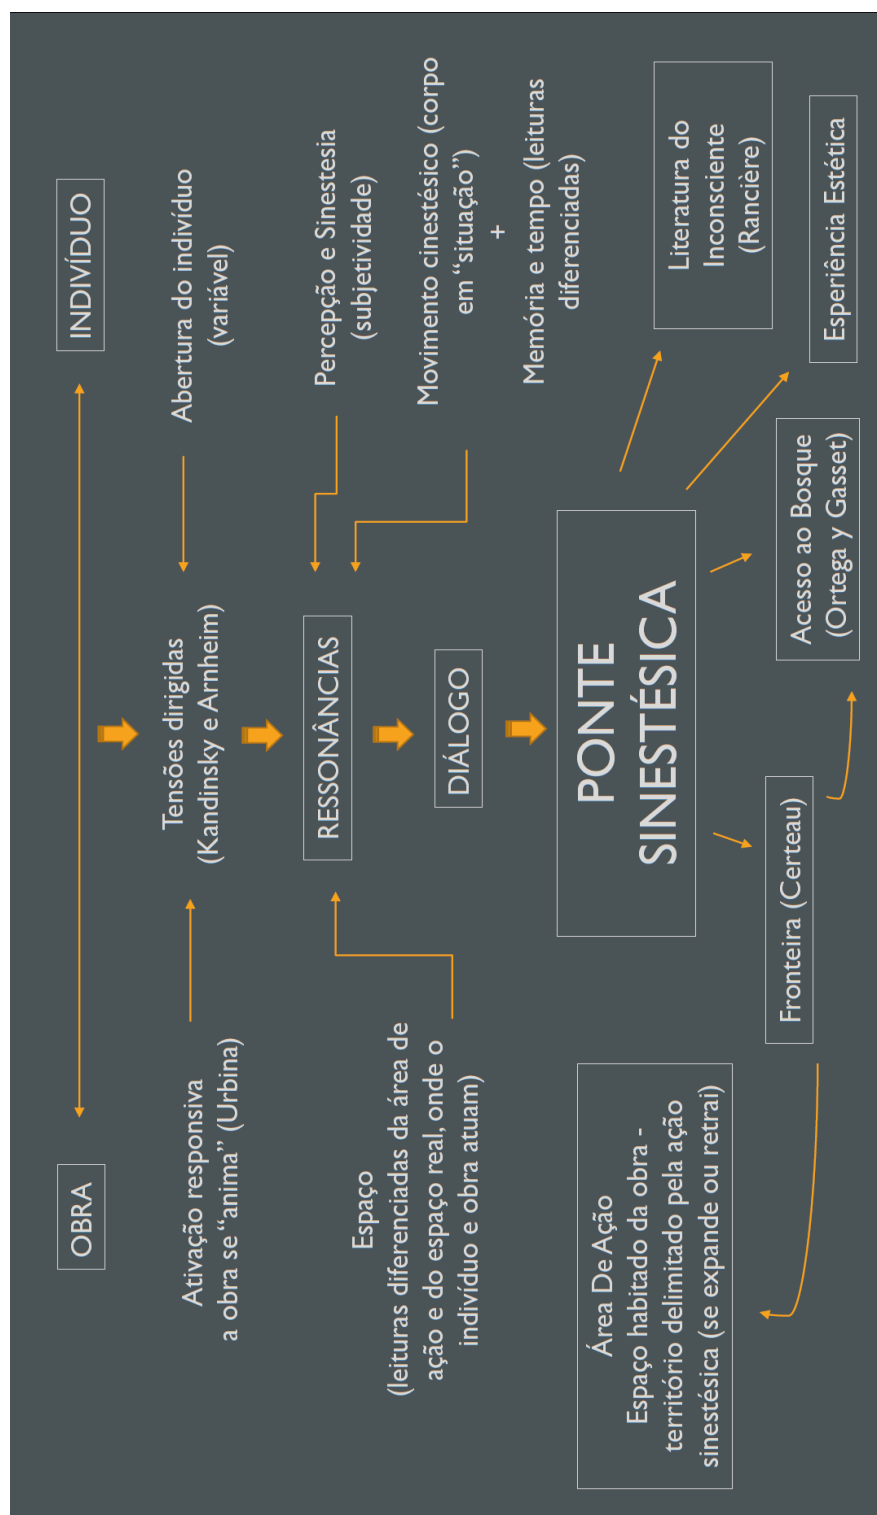 OBRA
INDIVÍDUO
Ativação responsiva
a obra se “anima” (Urbina)
Tensões dirigidas
(Kandinsky e Arnheim)
Abertura do indivíduo
(variável)
Espaço
(leituras diferenciadas da área de
ação e do espaço real, onde o
indivíduo e obra atuam)
RESSONÂNCIAS
Percepção e Sinestesia
(subjetividade)
Movimento cinestésico (corpo
em “situação”)
+
Memória e tempo (leituras
diferenciadas)
DIÁLOGO
PONTE
SINESTÉSICA
Área De Ação
Espaço habitado da obra -
território delimitado pela ação
sinestésica (se expande ou retrai)
Fronteira (Certeau)
Acesso ao Bosque
(Ortega y Gasset)
Literatura do
Inconsciente
(Rancière)
Esperiência Estética